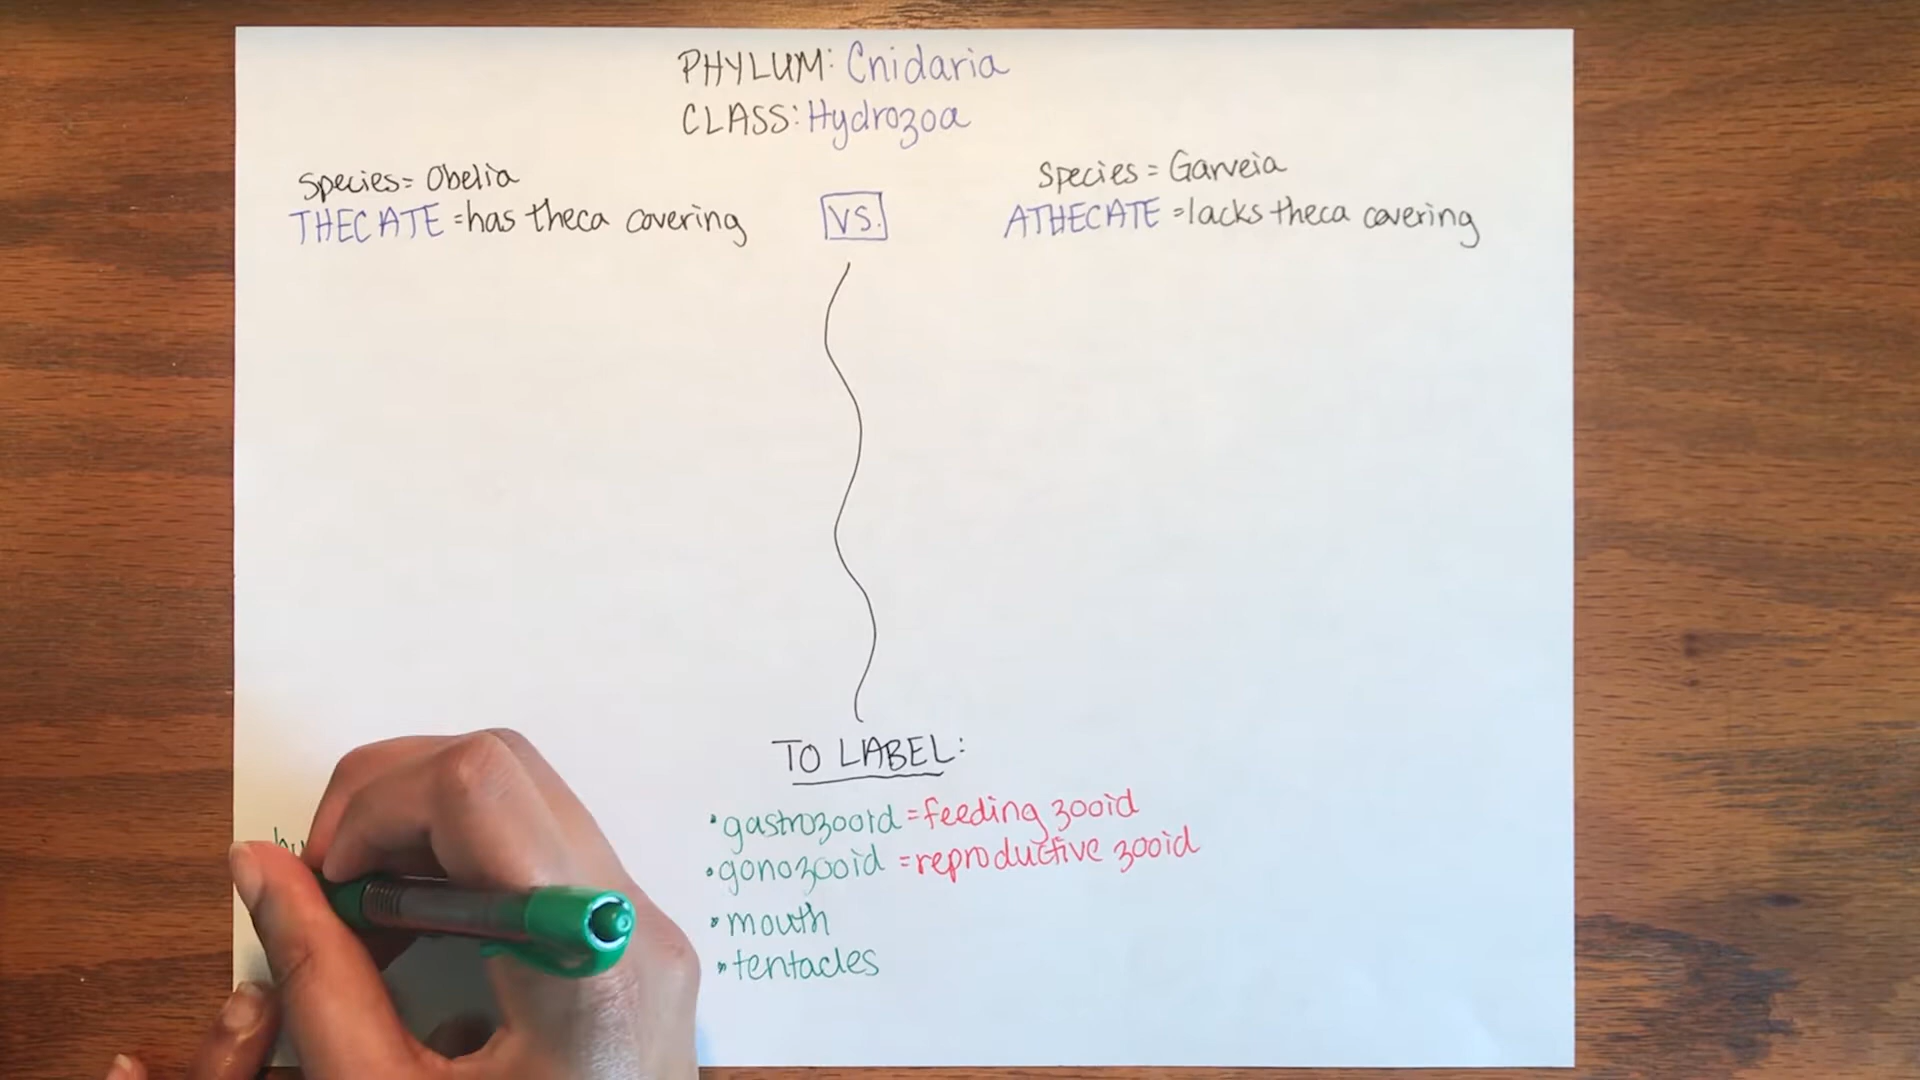 PHYLUM: Cnidaria
CLASS: Hydrozoa
Species= Obelia
THECATE =has theca covering
VS.
Species = Garveia
ATHECATE =lacks theca covering
TO LABEL:
• gastrozooid = feeding zooid
• gonozooid = reproductive zooid
• mouth
• tentacles